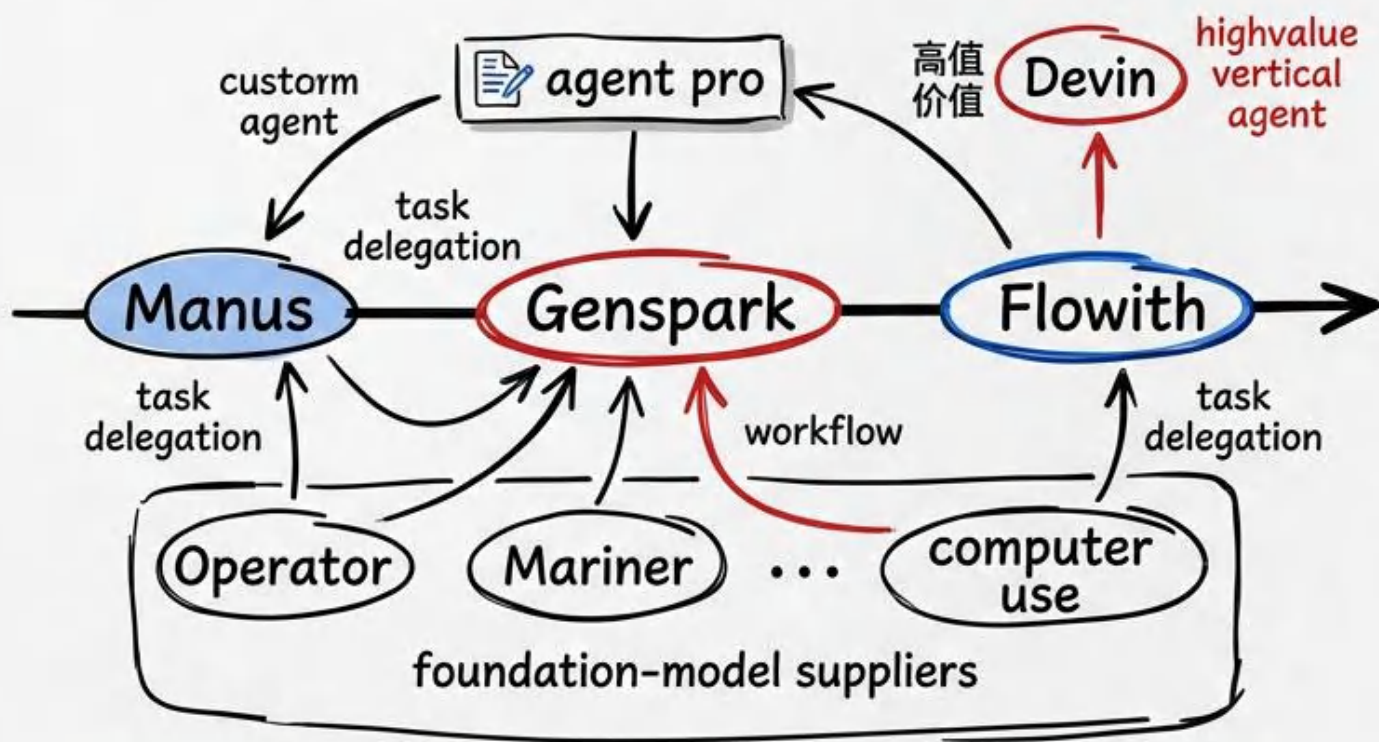 agent pro
custorm
agent
高值
价值
Devin
highvalue
vertical
agent
task
delegation
Manus
Genspark
Flowith
task
delegation
workflow
task
delegation
Operator
Mariner
...
computer
use
foundation-model suppliers